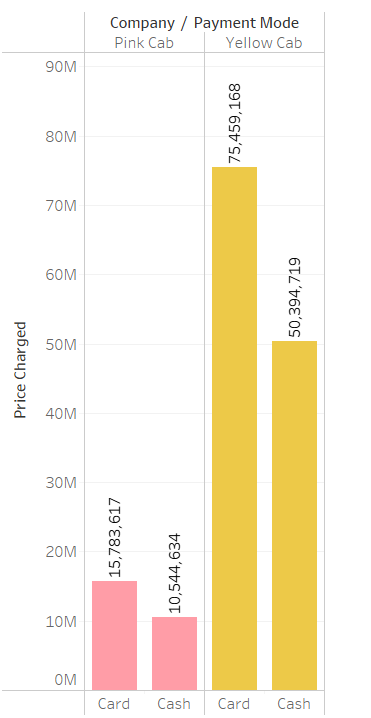 Company / Payment Mode
Pink Cab Yellow Cab
90M
80M
70M
60M
50M
40M
30M
20M
10M
0M
Price Charged
15,783,617
10,544,634
75,459,168
50,394,719
Card Cash Card Cash